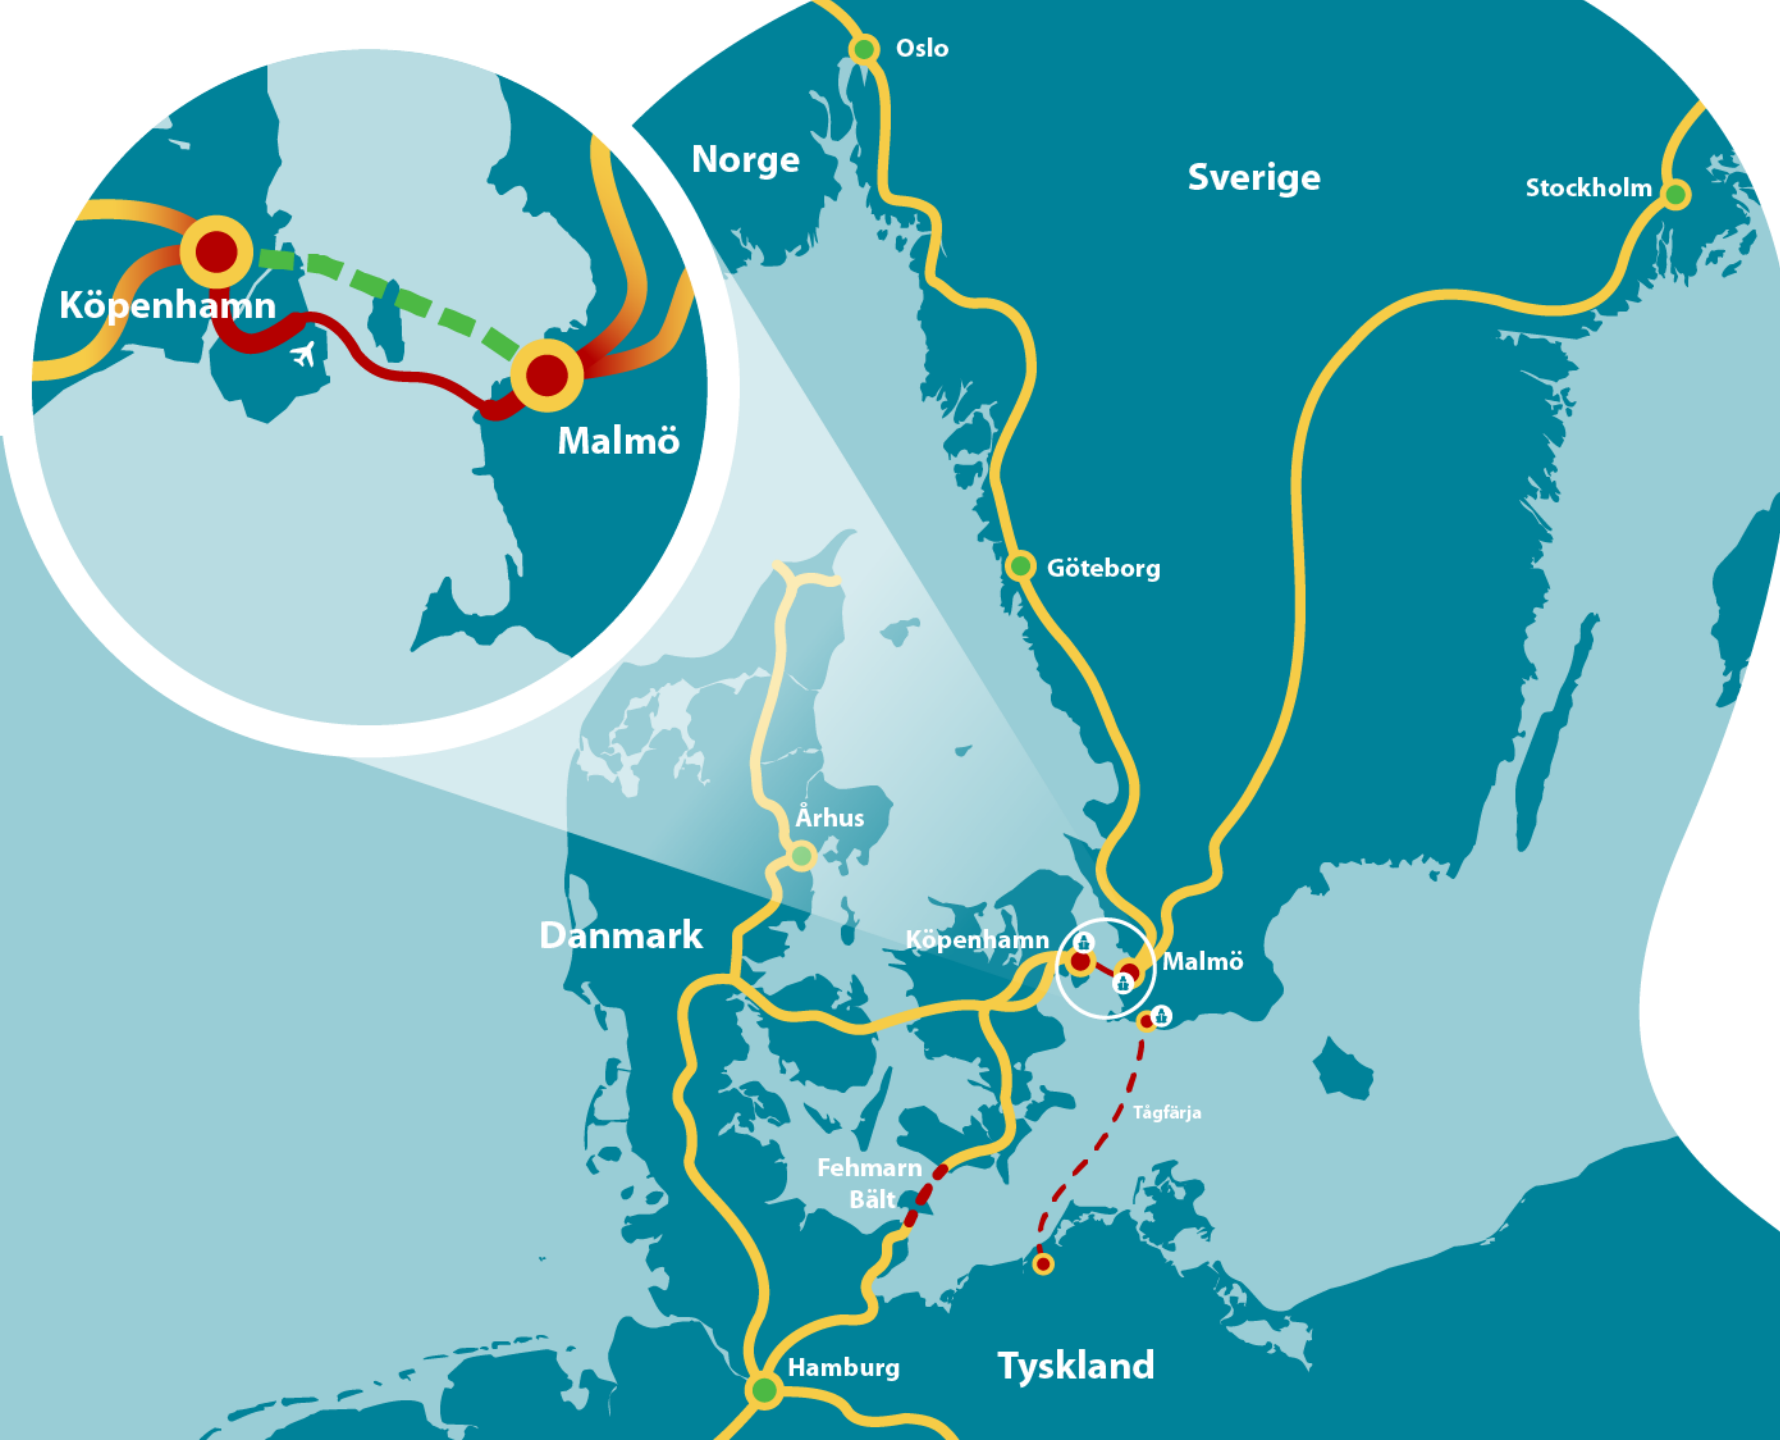 Oslo
Norge
Sverige
Stockholm
Köpenhamn
Malmö
Göteborg
Århus
Danmark
Köpenhamn
Malmö
Tågfärja
Fehmarn
Bält
Hamburg
Tyskland